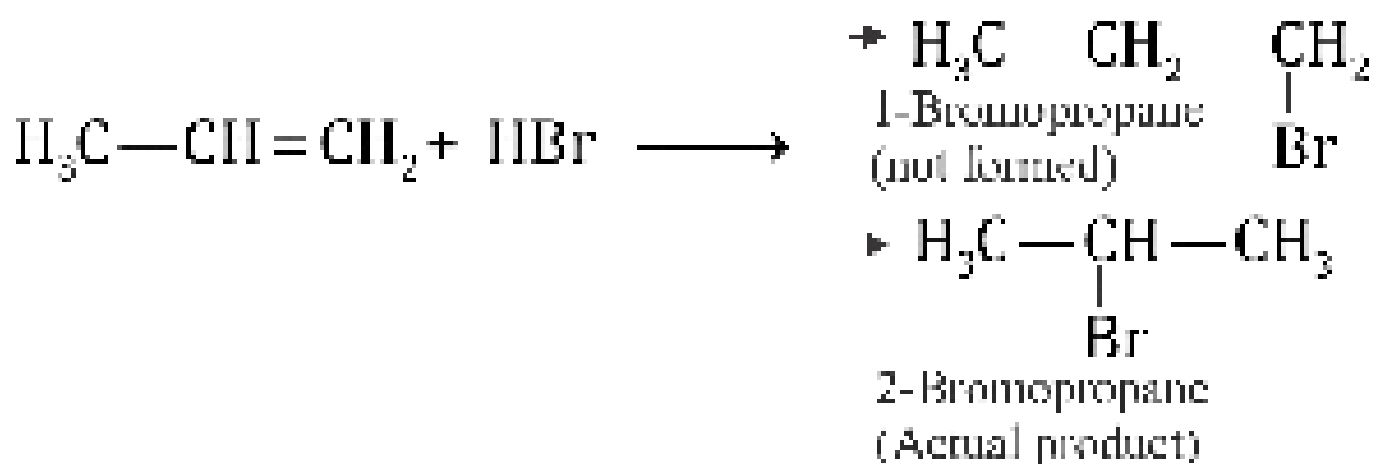 H₃C CH₂ CH₂
Br
1-Bromopropane
(not formed)
H₃C—CH=CH₂+ HBr
H₃C—CH—CH₃
Br
2-Bromopropane
(Actual product)